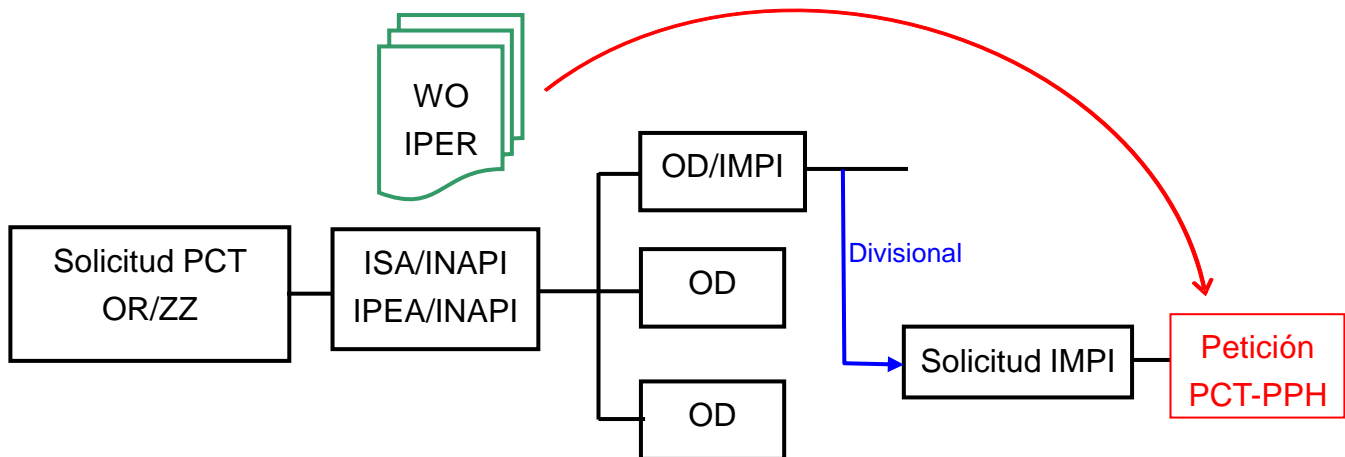 WO
IPER
OD/IMPI
Solicitud PCT
OR/ZZ
ISA/INAPI
IPEA/INAPI
Divisional
OD
Solicitud IMPI
Petición
PCT-PPH
OD